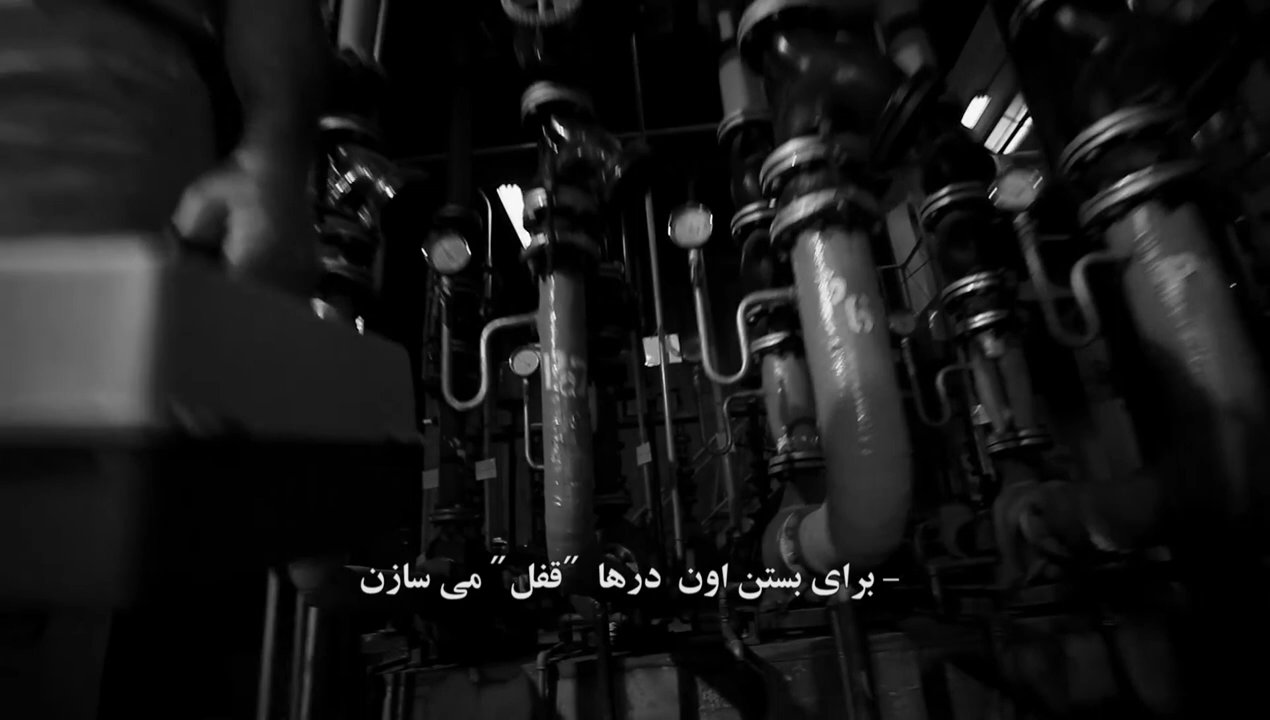 - برای بستن اون درها "قفل" می سازن